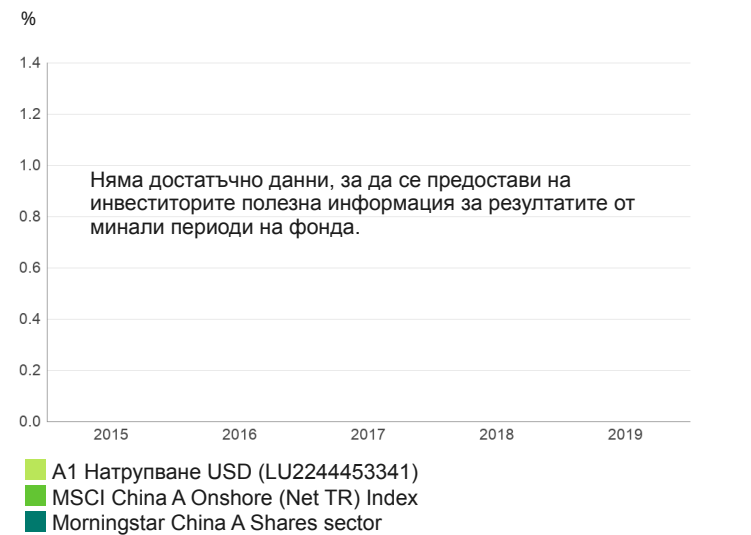 %
1.4
1.2
1.0
Няма достатъчно данни, за да се предостави на
инвеститорите полезна информация за резултатите от
минали периоди на фонда.
0.8
0.6
0.4
0.2
0.0
2015 2016 2017 2018 2019
A1 Натрупване USD (LU2244453341)
MSCI China A Onshore (Net TR) Index
Morningstar China A Shares sector